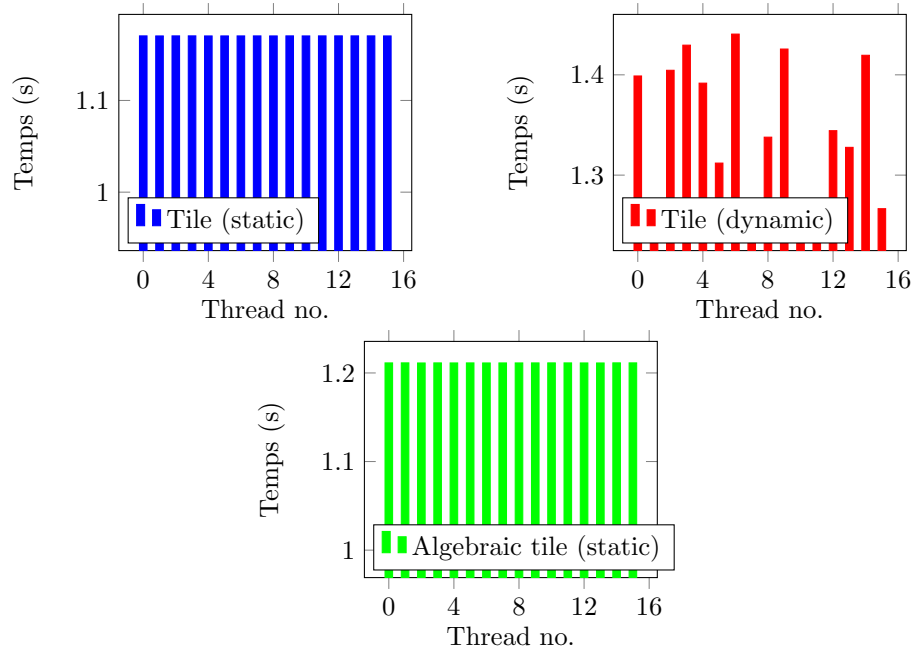 1.1
1
Temps (s)
Tile (static)
0 4 8 12 16
Thread no.
1.4
1.3
Temps (s)
Tile (dynamic)
0 4 8 12 16
Thread no.
1.2
1.1
1
Temps (s)
Algebraic tile (static)
0 4 8 12 16
Thread no.